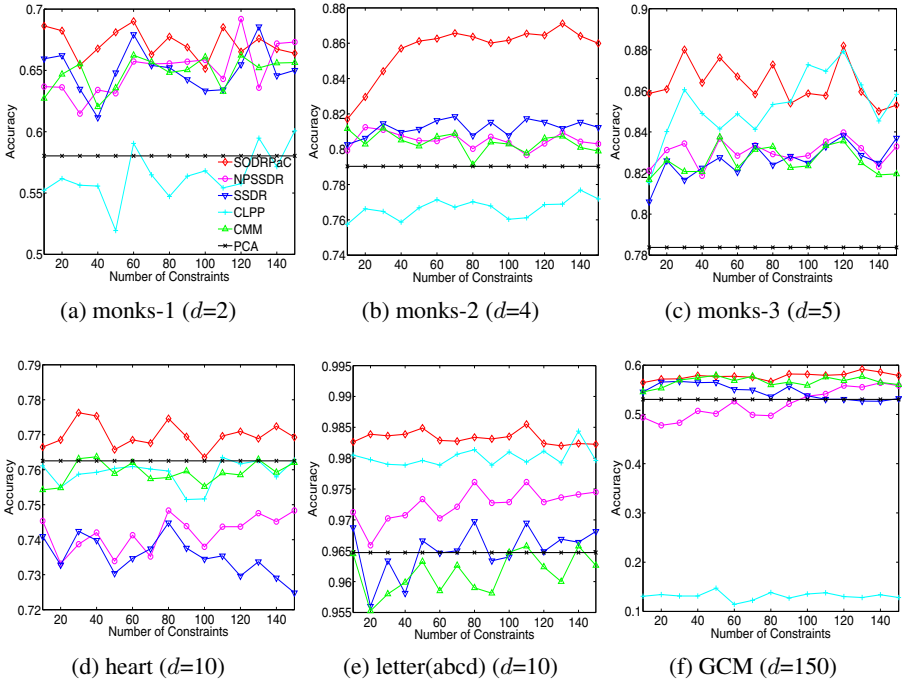 0.7
0.65
0.6
0.55
0.5
Accuracy
20 40 60 80 100 120 140
Number of Constraints
SODRPaC
NPSSDR
SSDR
CLPP
CMM
PCA
(a) monks-1 (d=2)
0.88
0.86
0.84
0.82
0.8
0.78
0.76
0.74
Accuracy
20 40 60 80 100 120 140
Number of Constraints
(b) monks-2 (d=4)
0.88
0.86
0.84
0.82
0.8
0.78
Accuracy
20 40 60 80 100 120 140
Number of Constraints
(c) monks-3 (d=5)
0.79
0.78
0.77
0.76
0.75
0.74
0.73
0.72
Accuracy
20 40 60 80 100 120 140
Number of Constraints
(d) heart (d=10)
0.995
0.99
0.985
0.98
0.975
0.97
0.965
0.96
0.955
Accuracy
20 40 60 80 100 120 140
Number of Constraints
(e) letter(abcd) (d=10)
0.6
0.5
0.4
0.3
0.2
0.1
Accuracy
20 40 60 80 100 120 140
Number of Constraints
(f) GCM (d=150)